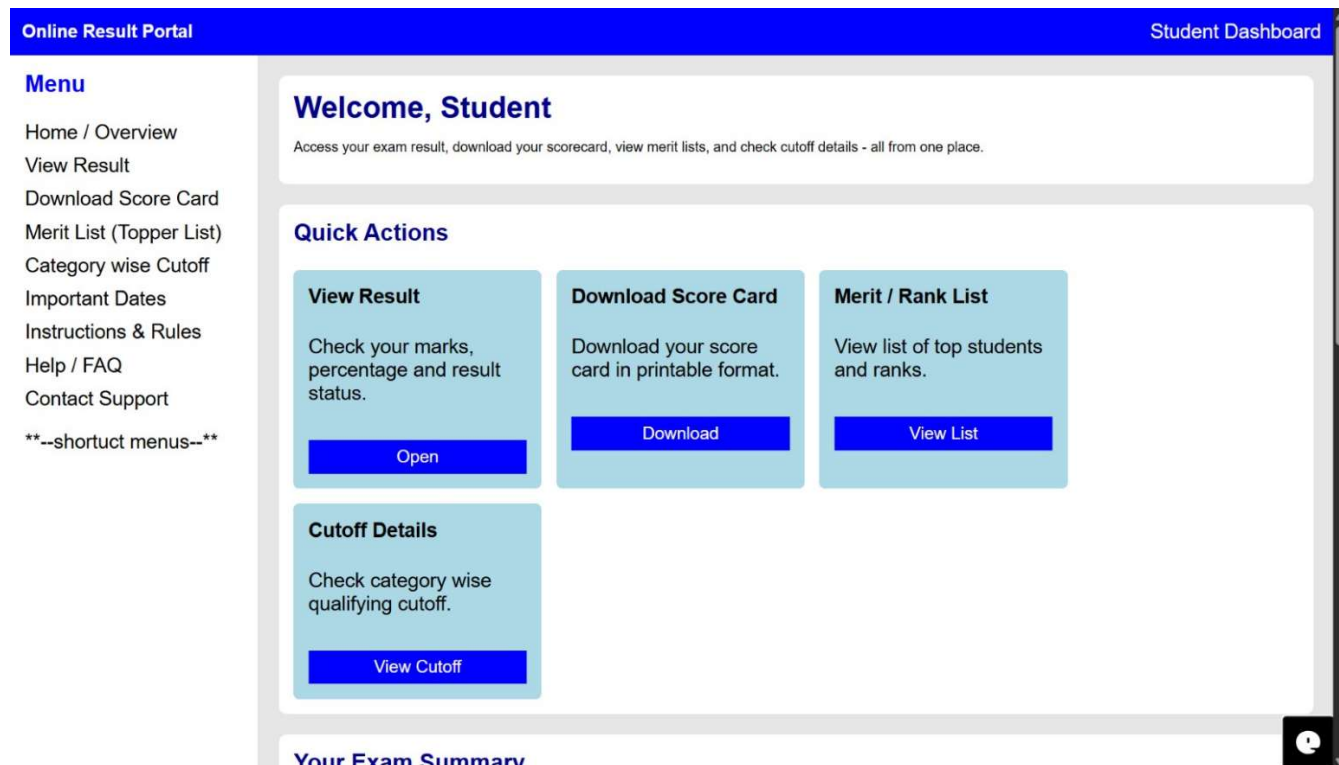 Online Result Portal
Student Dashboard
Menu
Home / Overview
View Result
Download Score Card
Merit List (Topper List)
Category wise Cutoff
Important Dates
Instructions & Rules
Help / FAQ
Contact Support
**--shortuct menus--**
Welcome, Student
Access your exam result, download your scorecard, view merit lists, and check cutoff details - all from one place.
Quick Actions
View Result
Check your marks,
percentage and result
status.
Open
Download Score Card
Download your score
card in printable format.
Download
Merit / Rank List
View list of top students
and ranks.
View List
Cutoff Details
Check category wise
qualifying cutoff.
View Cutoff
Your Exam Summary